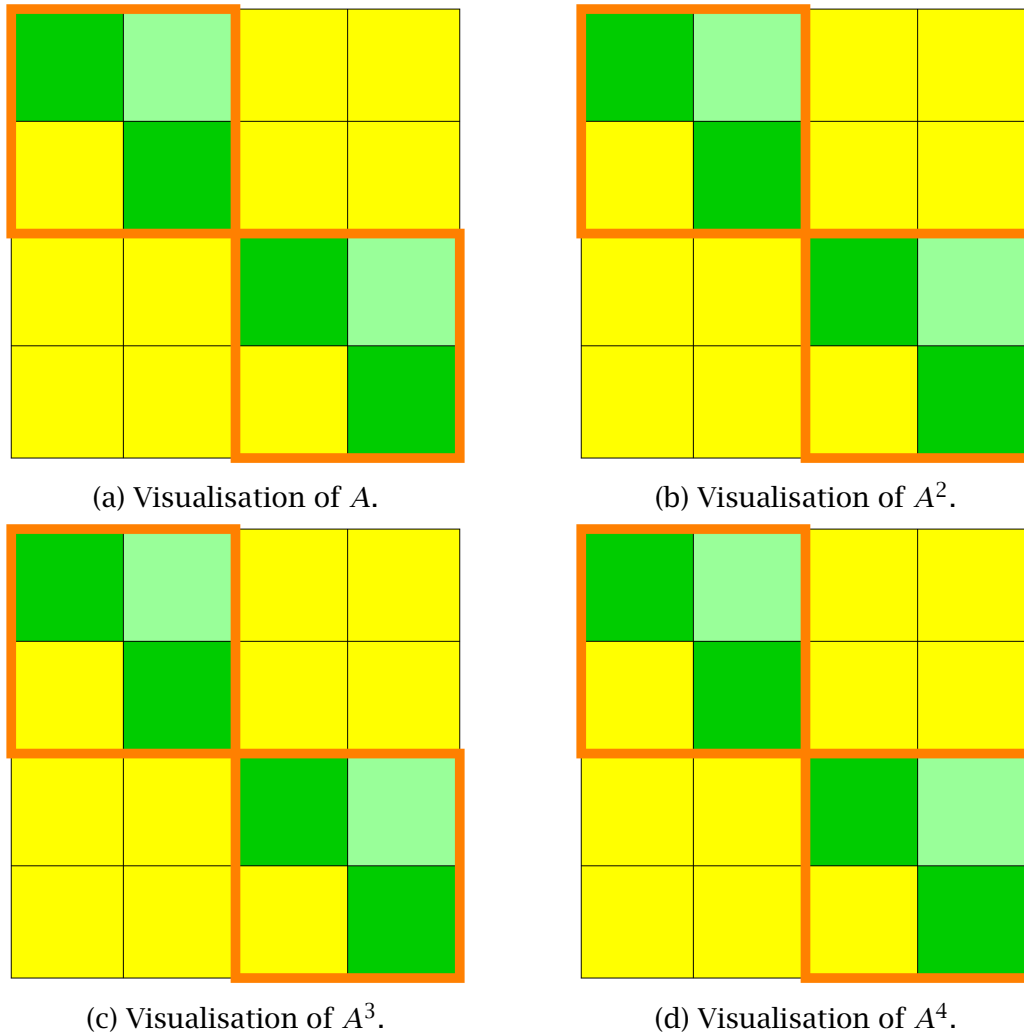 (a) Visualisation of A.
(b) Visualisation of A².
(c) Visualisation of A³.
(d) Visualisation of A⁴.